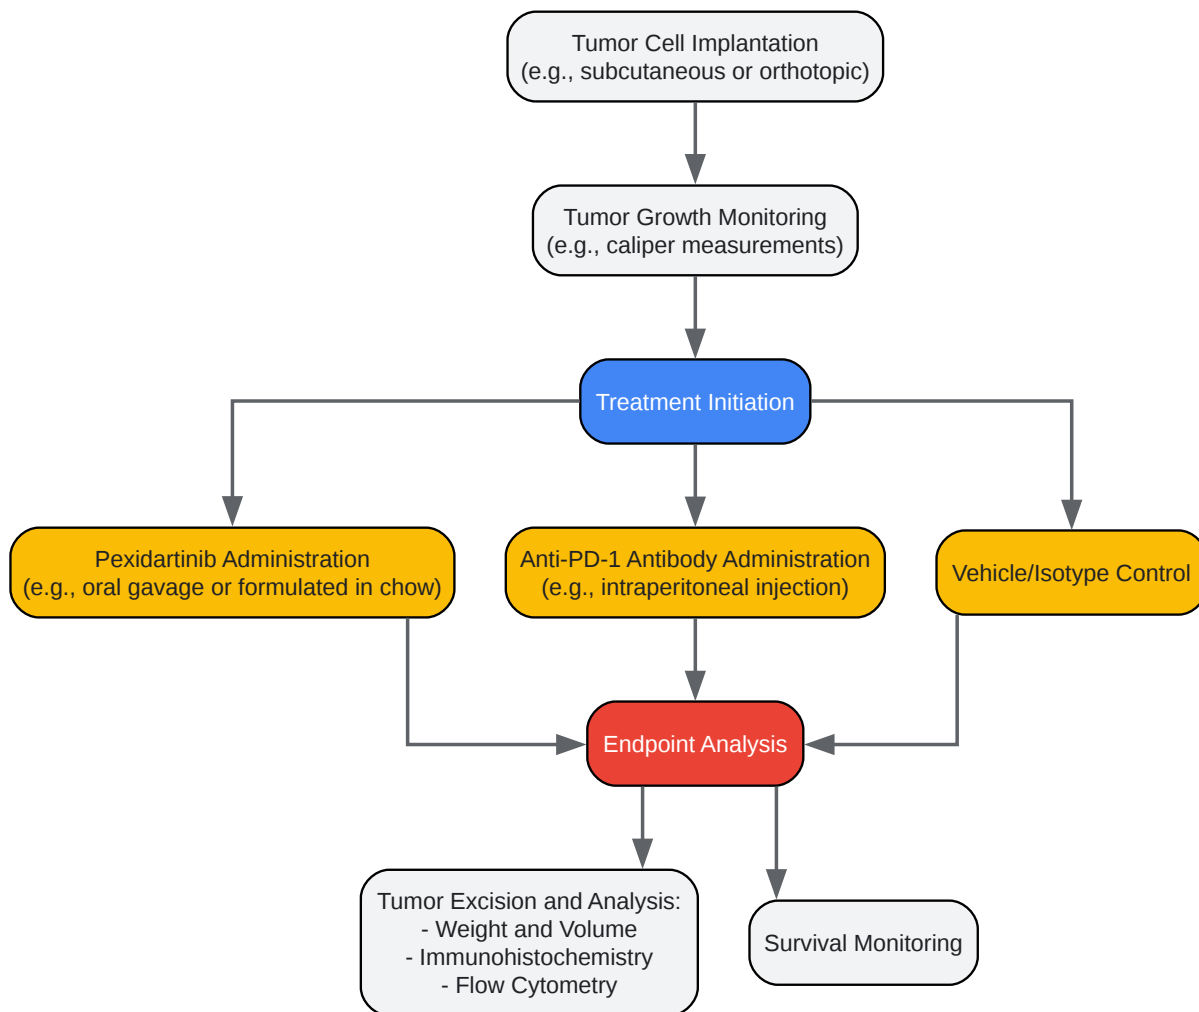 Tumor Cell Implantation
(e.g., subcutaneous or orthotopic)
Tumor Growth Monitoring
(e.g., caliper measurements)
Treatment Initiation
Pexidartinib Administration
(e.g., oral gavage or formulated in chow)
Anti-PD-1 Antibody Administration
(e.g., intraperitoneal injection)
Vehicle/Isotype Control
Endpoint Analysis
Tumor Excision and Analysis:
- Weight and Volume
- Immunohistochemistry
- Flow Cytometry
Survival Monitoring